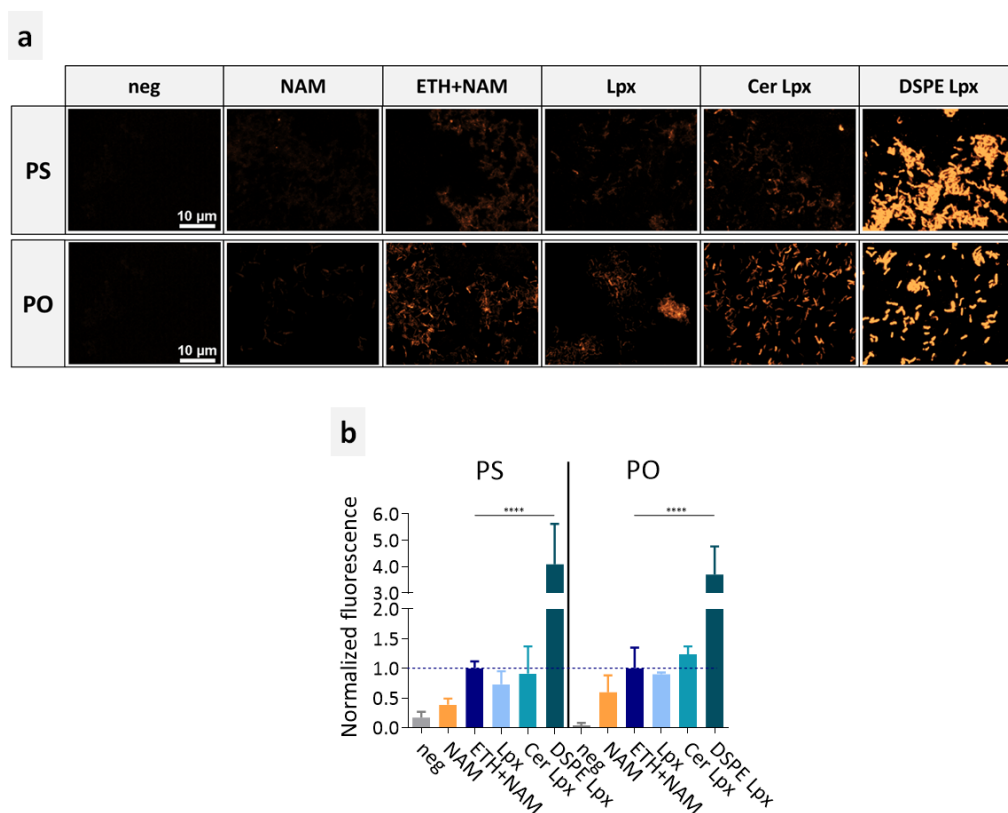 a
neg NAM ETH+NAM Lpx Cer Lpx DSPE Lpx
PS
10 µm
PO
10 µm
b
PS PO
Normalized fluorescence
**** ****
6.0
5.0
4.0
3.0
2.0
1.5
1.0
0.5
0.0
neg NAM ETH+NAM Lpx Cer Lpx DSPE Lpx neg NAM ETH+NAM Lpx Cer Lpx DSPE Lpx